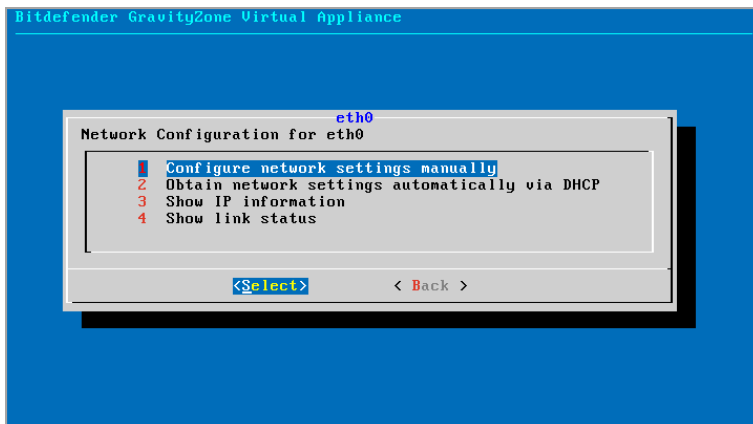 Bitdefender GravityZone Virtual Appliance
eth0
Network Configuration for eth0
1 Configure network settings manually
2 Obtain network settings automatically via DHCP
3 Show IP information
4 Show link status
<Select> < Back >